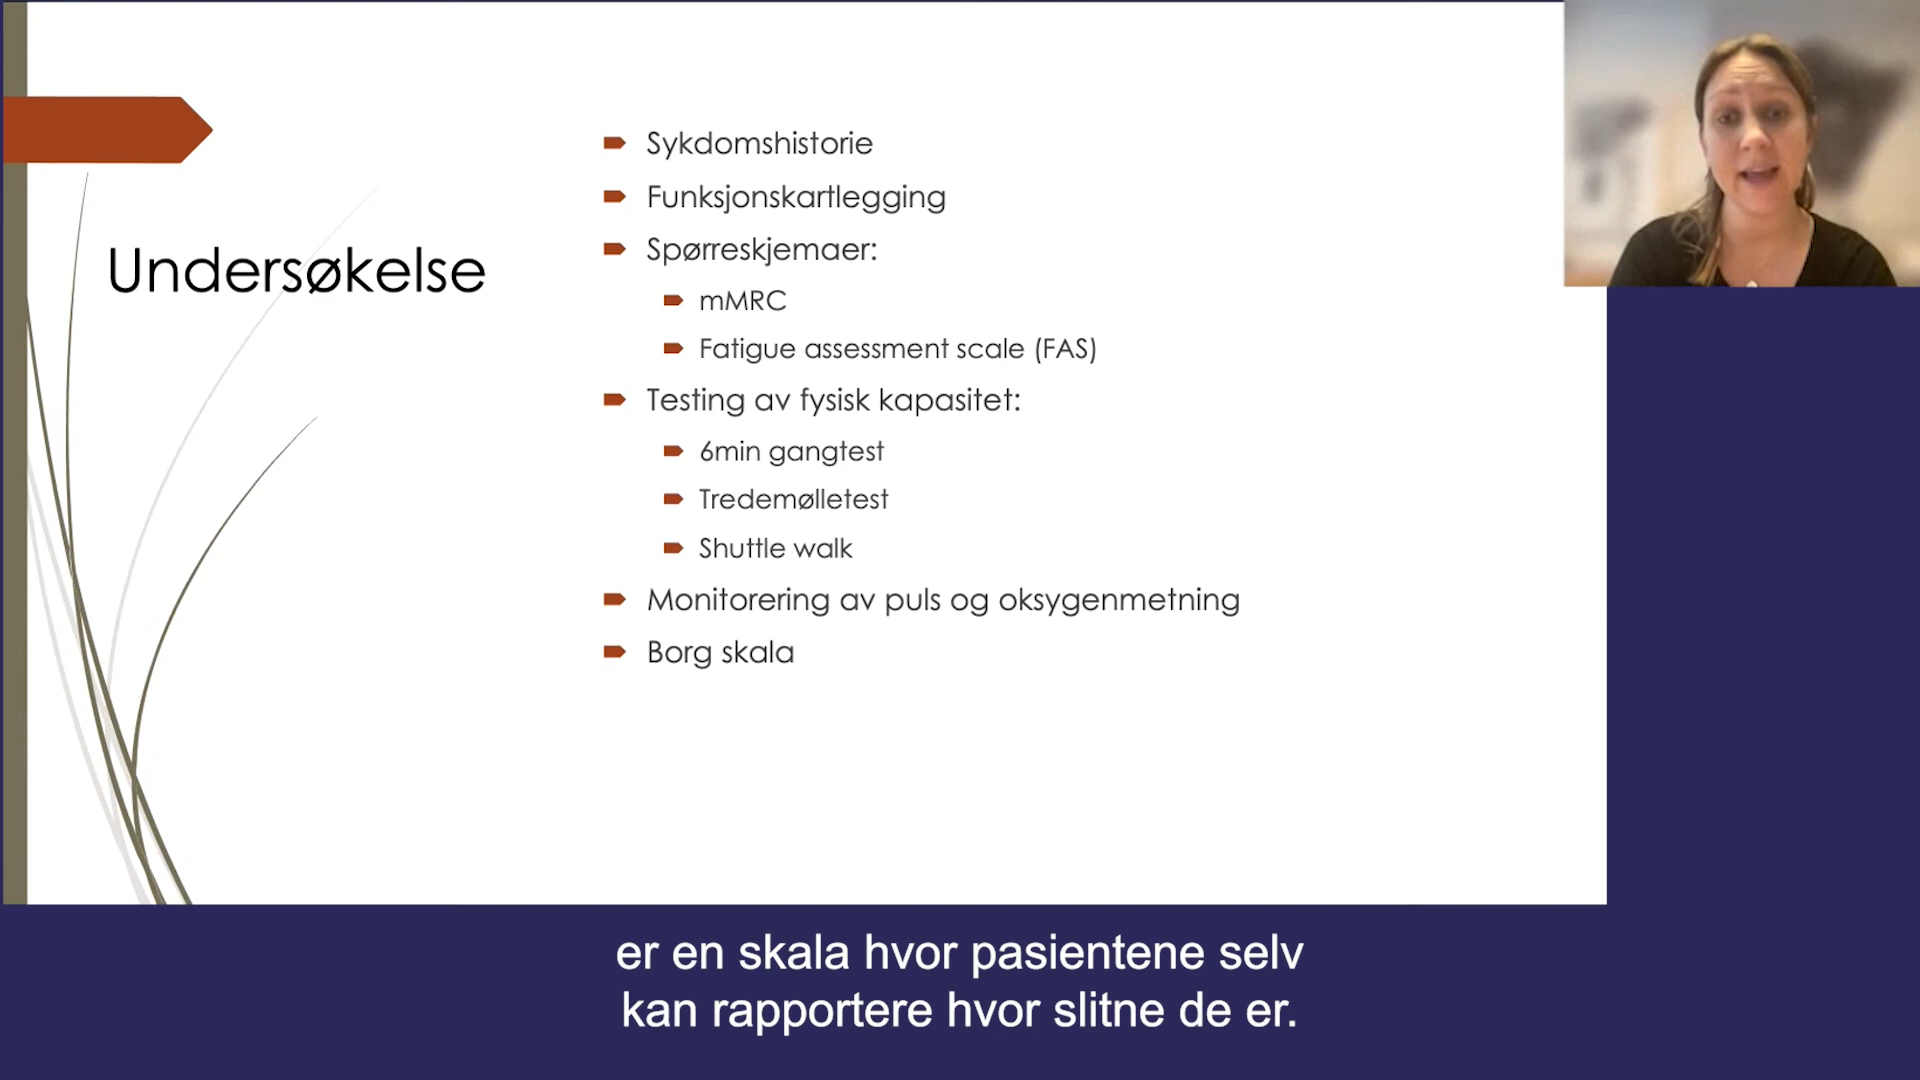 Undersøkelse
Sykdomshistorie
Funksjonskartlegging
Spørreskjemaer:
mMRC
Fatigue assessment scale (FAS)
Testing av fysisk kapasitet:
6min gangtest
Tredemølletest
Shuttle walk
Monitorering av puls og oksygenmetning
Borg skala
er en skala hvor pasientene selv
kan rapportere hvor slitne de er.